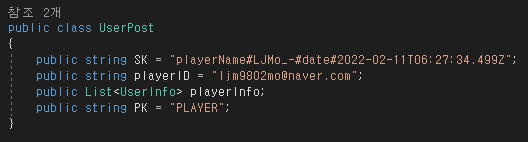 참조 2개
public class UserPost
{
public string SK = "playerName#LJMo_-#date#2022-02-11T06:27:34.499Z";
public string playerID = "ljm9802mo@naver.com";
public List<UserInfo> playerInfo;
public string PK = "PLAYER";
}